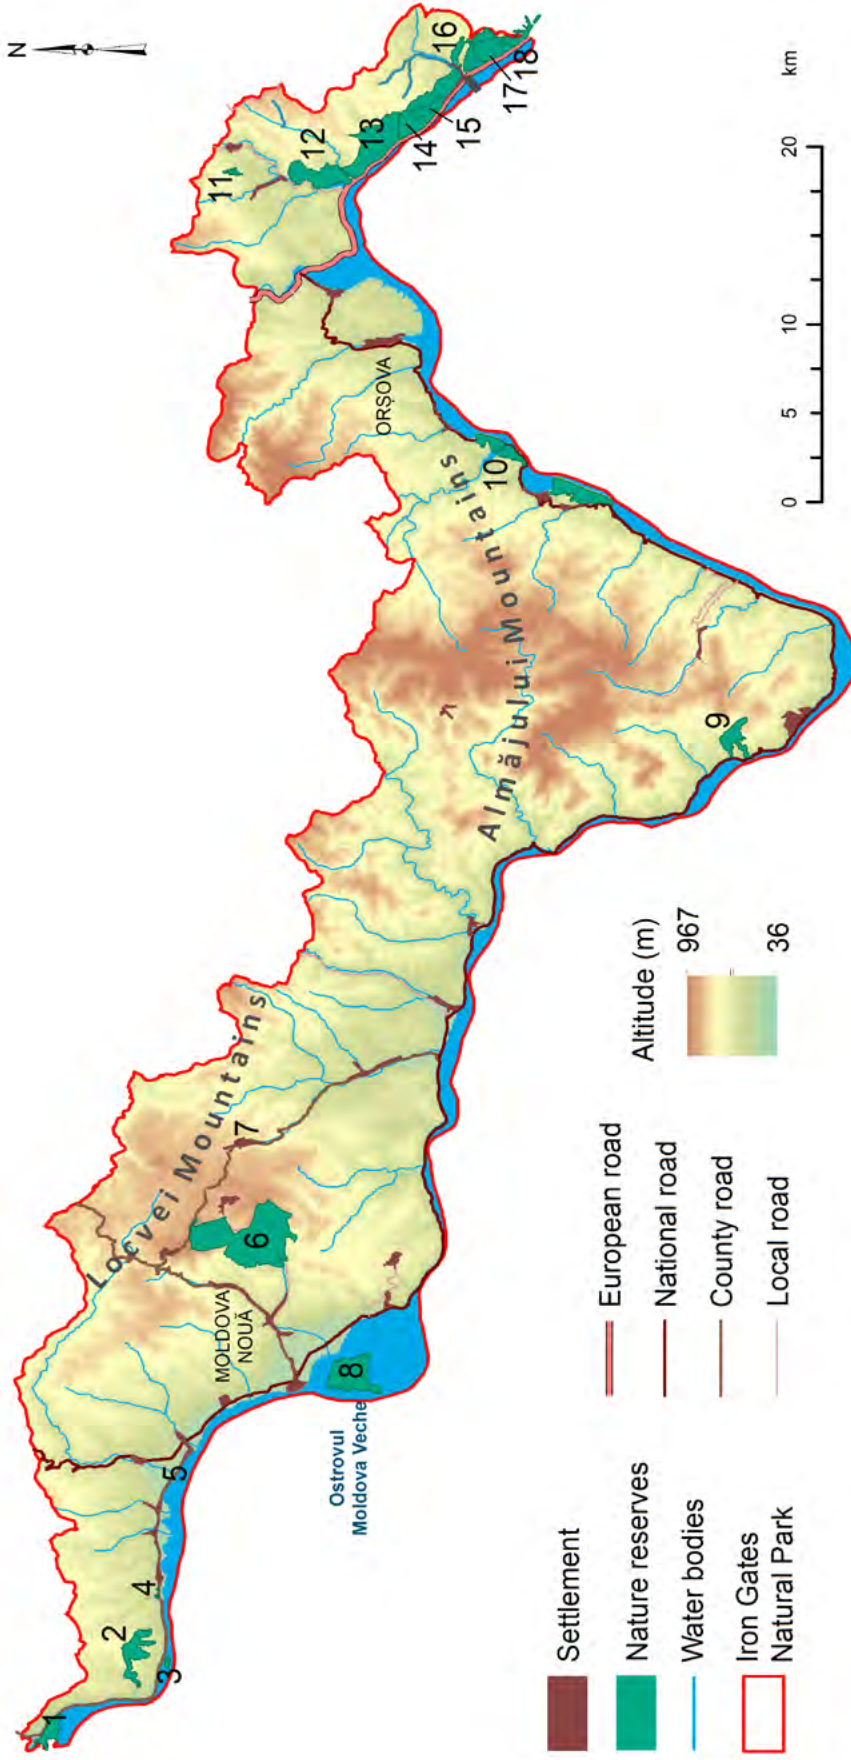 N
1
2
3
4
5
6
7
8
9
10
11
12
13
14
15
16
17
18
Locvei Mountains
Almăjului Mountains
MOLDOVA
NOUĂ
ORȘOVA
Ostrovul
Moldova Veche
Settlement
Nature reserves
Water bodies
Iron Gates
Natural Park
European road
National road
County road
Local road
Altitude (m)
967
36
0 5 10 20
km